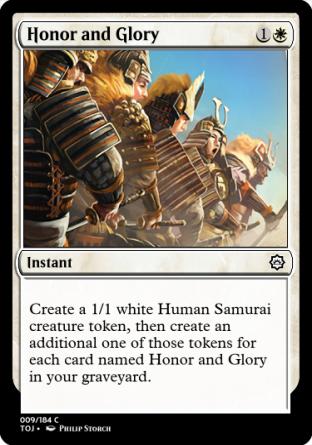 Honor and Glory 1
Instant
Create a 1/1 white Human Samurai
creature token, then create an
additional one of those tokens for
each card named Honor and Glory
in your graveyard.
009/184 C
TOJ • Philip Storch